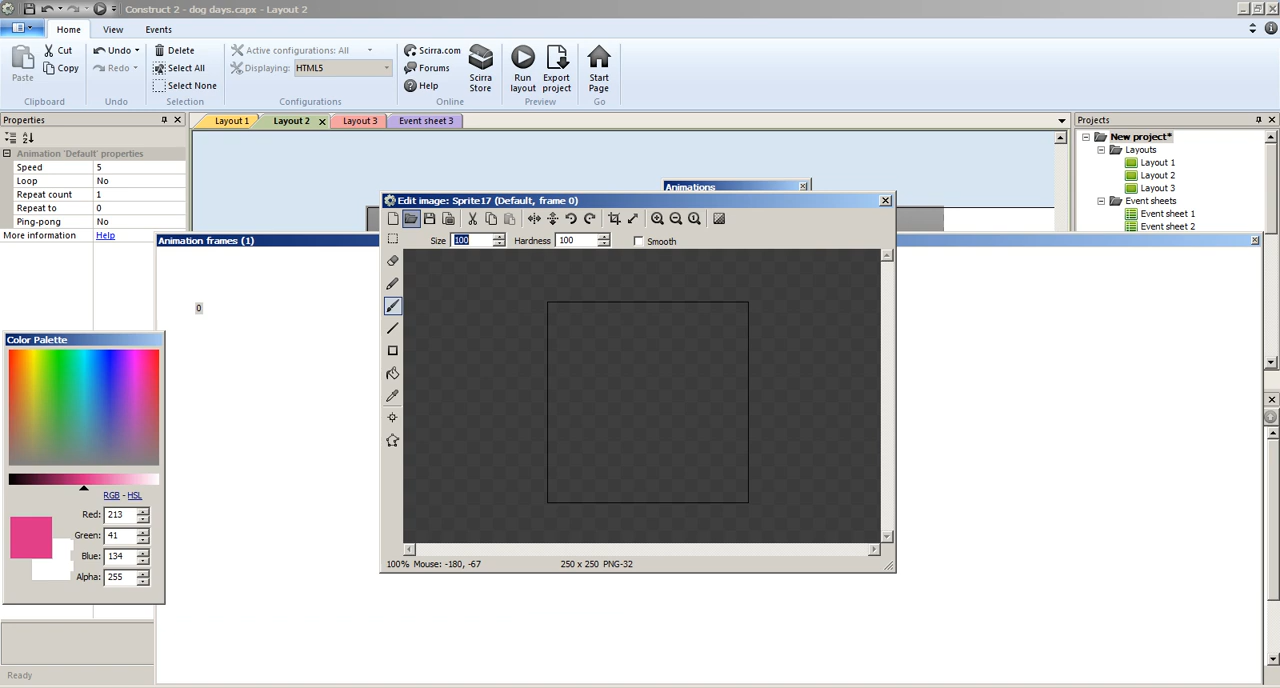 Construct 2 - dog days.capx - Layout 2
Home View Events
Paste Cut Copy Clipboard
Undo Redo Undo
Delete Select All Select None Selection
Active configurations: All
Displaying: HTML5
Configurations
Scirra.com Forums Help Scirra Store Online
Run layout Export project Preview
Start Page Go
Properties
Layout 1 Layout 2 Layout 3 Event sheet 3
Projects
Animation 'Default' properties
Speed 5
Loop No
Repeat count 1
Repeat to 0
Ping-pong No
More information Help
New project*
Layouts
Layout 1
Layout 2
Layout 3
Event sheets
Event sheet 1
Event sheet 2
Animations
Edit image: Sprite17 (Default, frame 0)
Size 100 Hardness 100 Smooth
Animation frames (1)
0
Color Palette
RGB - HSL
Red: 213
Green: 41
Blue: 134
Alpha: 255
100% Mouse: -180, -67 250 x 250 PNG-32
Ready